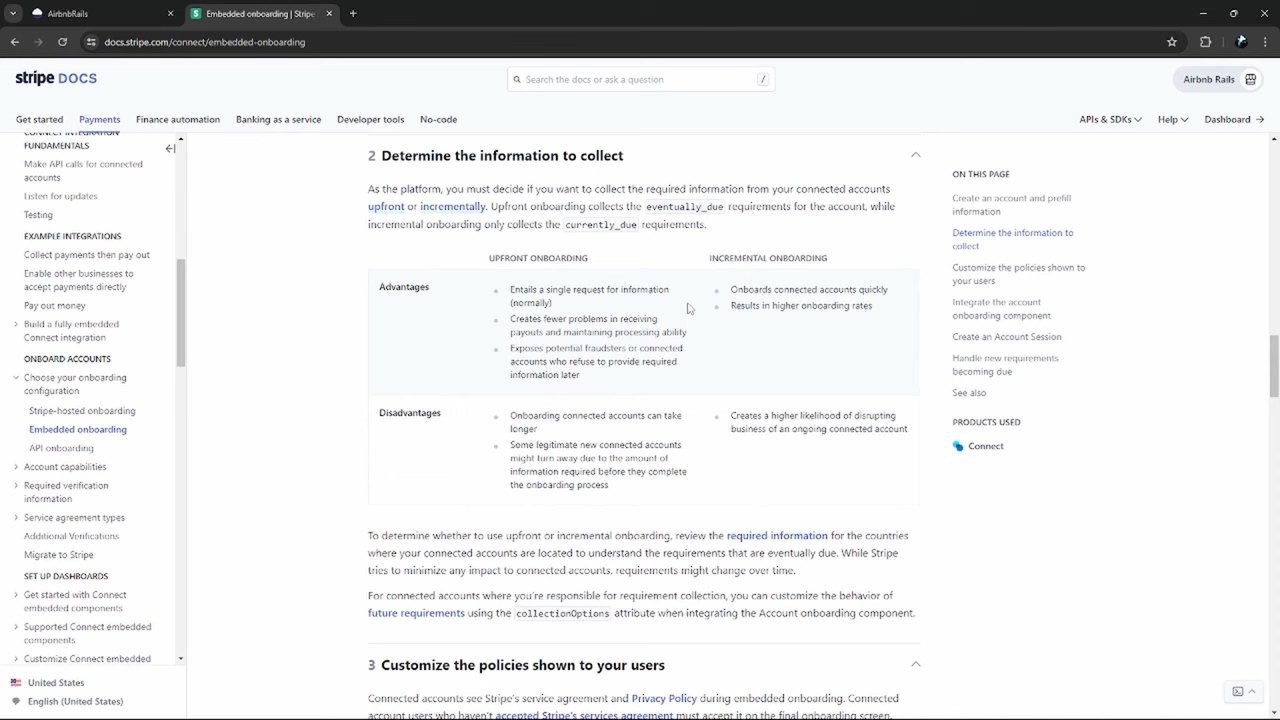 AirbnbRails
Embedded onboarding | Stripe
docs.stripe.com/connect/embedded-onboarding
stripe DOCS
Search the docs or ask a question
/
Airbnb Rails
Get started
Payments
Finance automation
Banking as a service
Developer tools
No-code
APIs & SDKs
Help
Dashboard
CONNECT INTEGRATION
FUNDAMENTALS
Make API calls for connected
accounts
Listen for updates
Testing
EXAMPLE INTEGRATIONS
Collect payments then pay out
Enable other businesses to
accept payments directly
Pay out money
Build a fully embedded
Connect integration
ONBOARD ACCOUNTS
Choose your onboarding
configuration
Stripe-hosted onboarding
Embedded onboarding
API onboarding
Account capabilities
Required verification
information
Service agreement types
Additional Verifications
Migrate to Stripe
SET UP DASHBOARDS
Get started with Connect
embedded components
Supported Connect embedded
components
Customize Connect embedded
United States
English (United States)
2 Determine the information to collect
As the platform, you must decide if you want to collect the required information from your connected accounts
upfront or incrementally. Upfront onboarding collects the eventually_due requirements for the account, while
incremental onboarding only collects the currently_due requirements.
UPFRONT ONBOARDING
INCREMENTAL ONBOARDING
Advantages
Entails a single request for information
(normally)
Creates fewer problems in receiving
payouts and maintaining processing ability
Exposes potential fraudsters or connected
accounts who refuse to provide required
information later
Onboards connected accounts quickly
Results in higher onboarding rates
Disadvantages
Onboarding connected accounts can take
longer
Some legitimate new connected accounts
might turn away due to the amount of
information required before they complete
the onboarding process
Creates a higher likelihood of disrupting
business of an ongoing connected account
To determine whether to use upfront or incremental onboarding, review the required information for the countries
where your connected accounts are located to understand the requirements that are eventually due. While Stripe
tries to minimize any impact to connected accounts, requirements might change over time.
For connected accounts where you're responsible for requirement collection, you can customize the behavior of
future requirements using the collectionOptions attribute when integrating the Account onboarding component.
3 Customize the policies shown to your users
Connected accounts see Stripe's service agreement and Privacy Policy during embedded onboarding. Connected
account users who haven't accepted Stripe's services agreement must accept it on the final onboarding screen.
ON THIS PAGE
Create an account and prefill
information
Determine the information to
collect
Customize the policies shown to
your users
Integrate the account
onboarding component
Create an Account Session
Handle new requirements
becoming due
See also
PRODUCTS USED
Connect